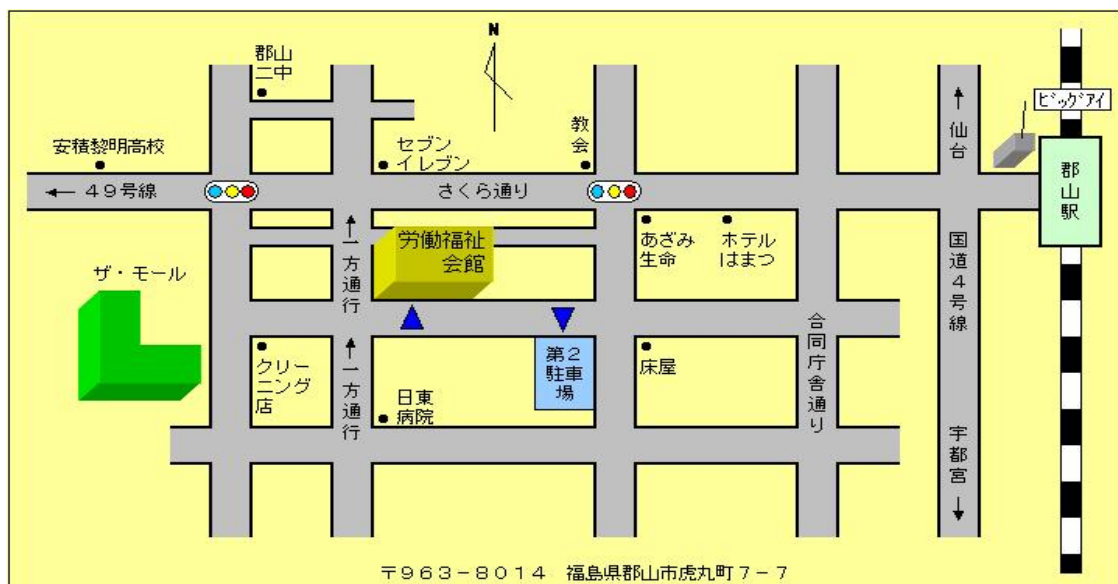 N
郡山
二中
ビッグアイ
仙台
安積黎明高校
セブン
イレブン
教会
郡山駅
49号線
さくら通り
一方通行
労働福祉
会館
あざみ
生命
ホテル
はまつ
国道4号線
ザ・モール
合同庁舎通り
クリー
ニング
店
一方通行
日東
病院
第2
駐車
場
床屋
宇都宮
〒963-8014 福島県郡山市虎丸町7-7